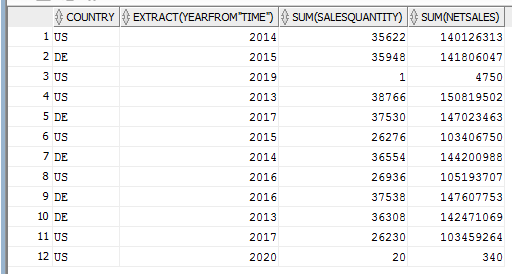 COUNTRY EXTRACT(YEARFROM"TIME") SUM(SALESQUANTITY) SUM(NETSALES)
1 US 2014 35622 140126313
2 DE 2015 35948 141806047
3 US 2019 1 4750
4 US 2013 38766 150819502
5 DE 2017 37530 147023463
6 US 2015 26276 103406750
7 DE 2014 36554 144200988
8 US 2016 26936 105193707
9 DE 2016 37538 147607753
10 DE 2013 36308 142471069
11 US 2017 26230 103459264
12 US 2020 20 340